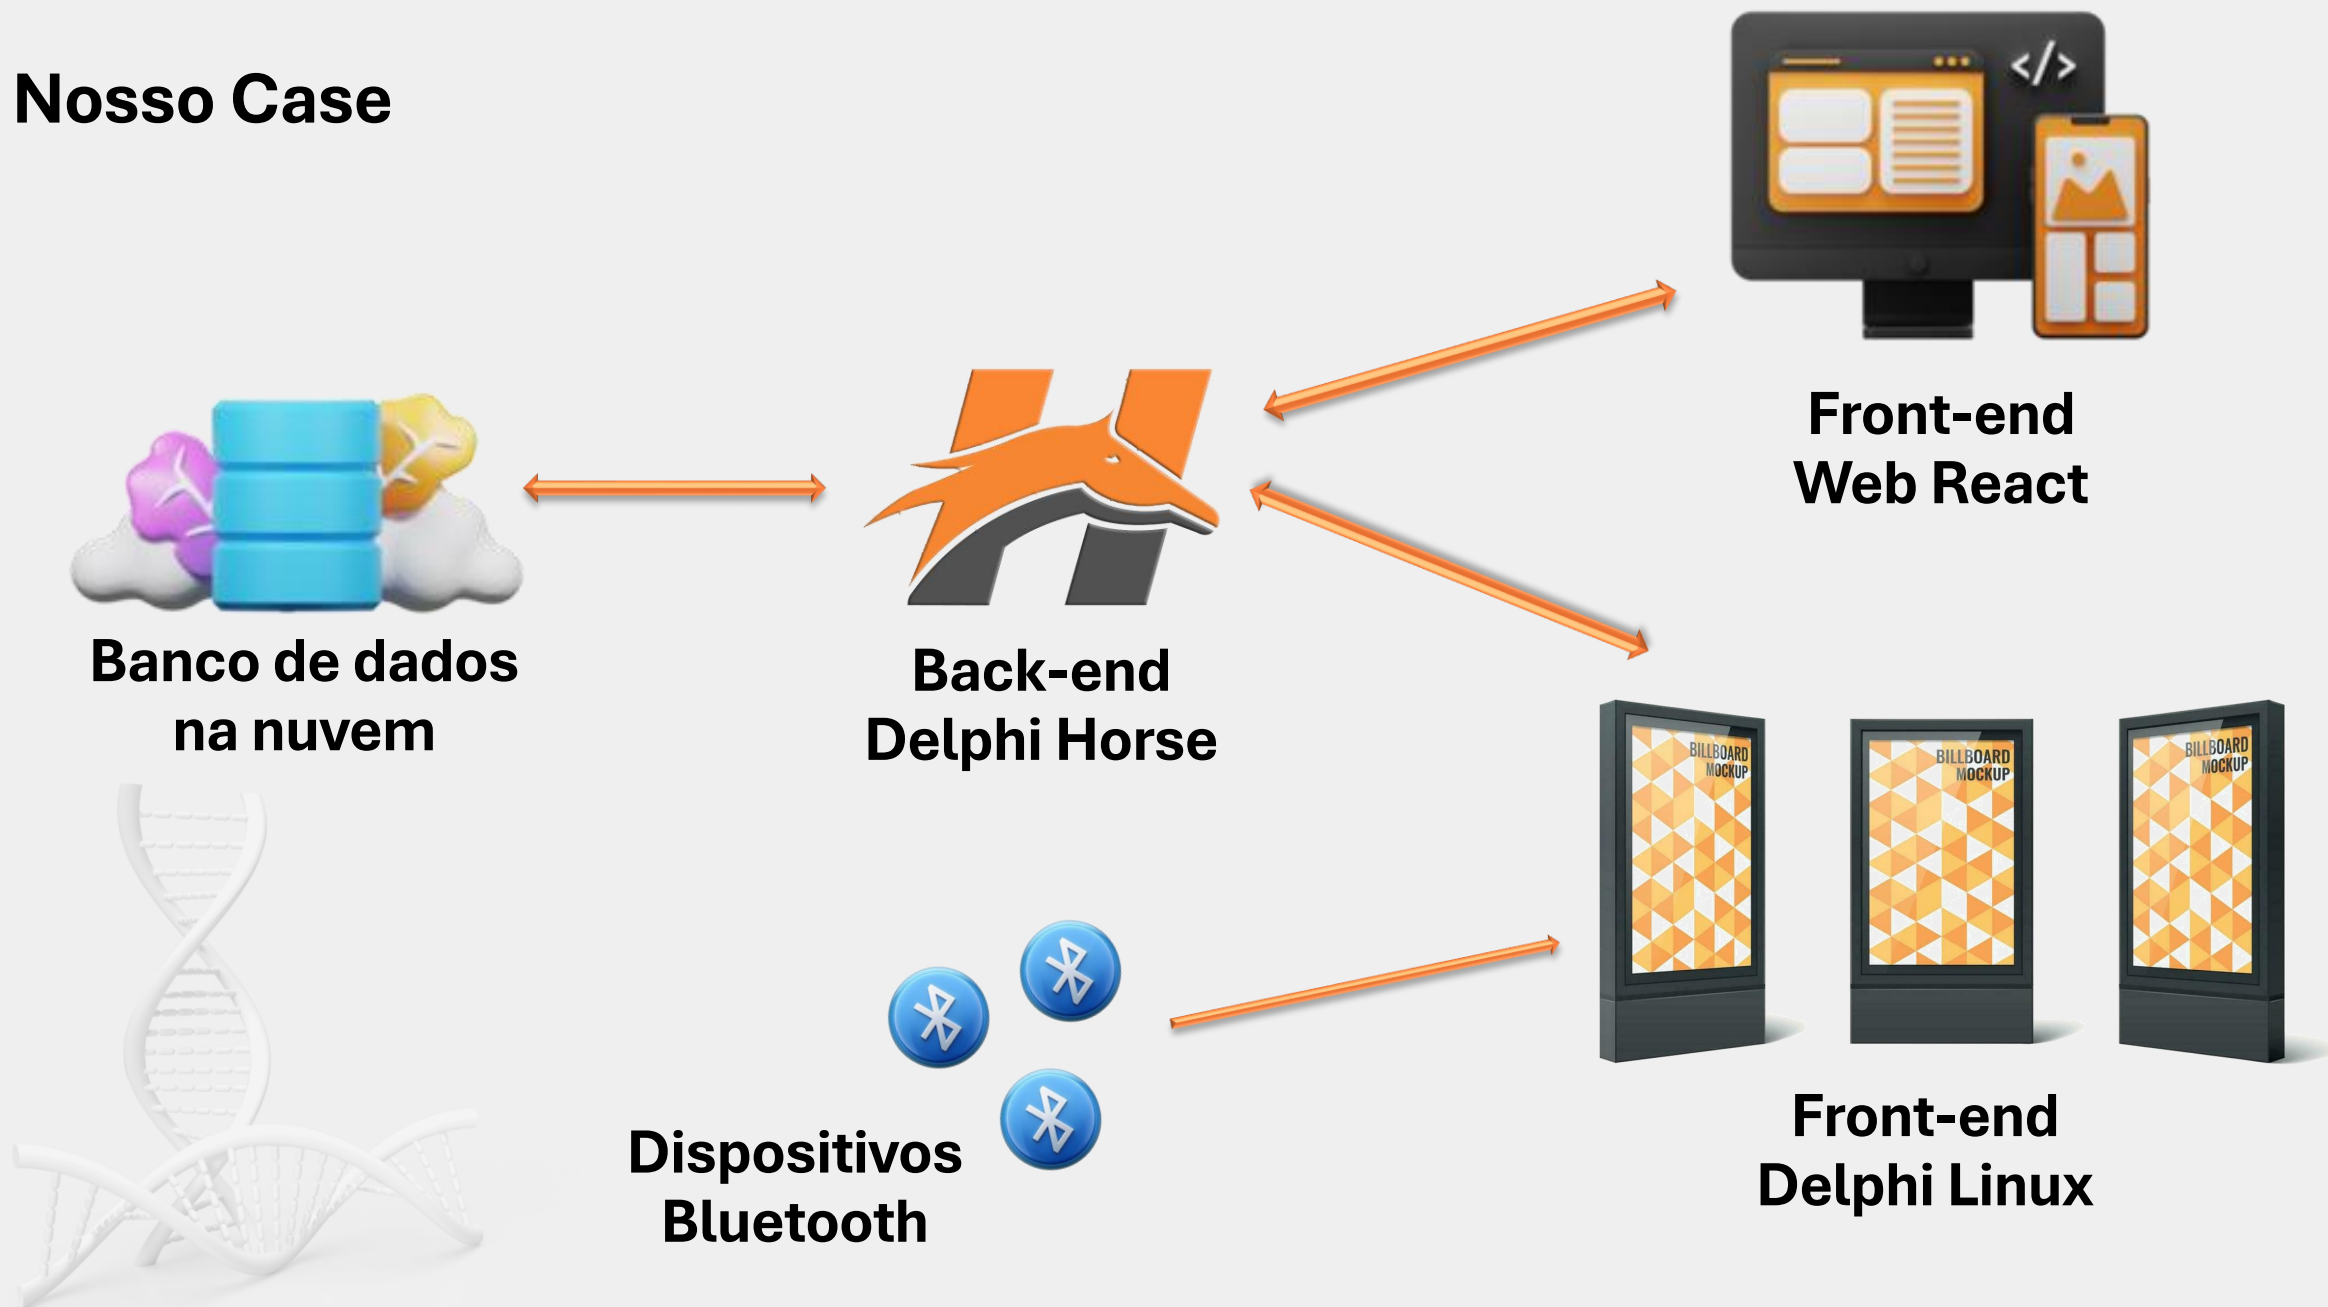 Nosso Case
</>
Front-end
Web React
Banco de dados
na nuvem
Back-end
Delphi Horse
BILLBOARD
MOCKUP
BILLBOARD
MOCKUP
BILLBOARD
MOCKUP
Dispositivos
Bluetooth
Front-end
Delphi Linux